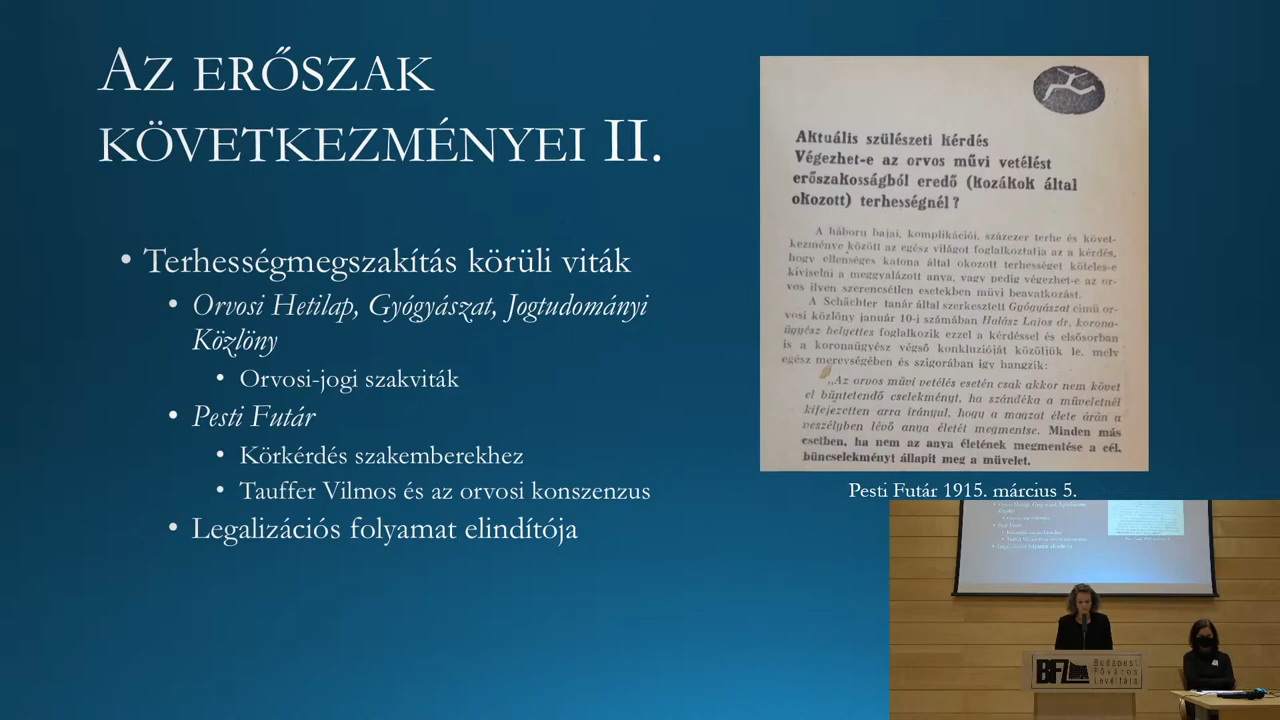 AZ ERŐSZAK
KÖVETKEZMÉNYEI II.
• Terhességmegszakítás körüli viták
• Orvosi Hetilap, Gyógyászat, Jogtudományi
Közlöny
• Orvosi-jogi szakviták
• Pesti Futár
• Körkérdés szakemberekhez
• Tauffer Vilmos és az orvosi konszenzus
• Legalizációs folyamat elindítója
Aktuális szülészeti kérdés
Végezhet-e az orvos művi vetélést
erőszakosságból eredő (kozákok által
okozott) terhességnél?
A háboru bajai, komplikációi, százezer terhe és követ-
kezménye között az egész világot foglalkoztatja az a kérdés,
hogy ellenséges katona által okozott terhességet köteles-e
kiviselni a meggyalázott anya, vagy pedig végezhet-e az or-
vos ilyen szerencsétlen esetekben művi beavatkozást.
A Schächter tanár által szerkesztett Gyógyászat cimü or-
vosi közlöny január 10-i számában Halász Lajos dr. korona-
ügyész helyettes foglalkozik ezzel a kérdéssel és elsősorban
is a koronaügyész végső konkluzióját közöljük le, mely
egész merevségében és szigorában igy hangzik:
„Az orvos művi vetélés esetén csak akkor nem követ
el büntetendő cselekményt, ha szándéka a műveletnél
kifejezetten arra irányul, hogy a magzat élete árán a
veszélyben lévő anya életét megmentse. Minden más
esetben, ha nem az anya életének megmentése a cél,
büncselekményt állapit meg a művelet.
Pesti Futár 1915. március 5.
BFL
Budapest
Főváros
Levéltára